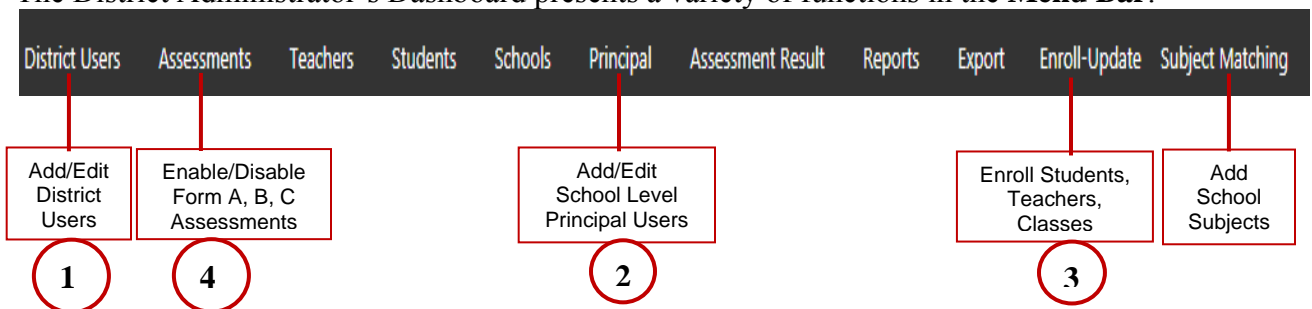 The District Administrator's Dashboard presents a variety of functions in the Menu Bar.
District Users Assessments Teachers Students Schools Principal Assessment Result Reports Export Enroll-Update Subject Matching
Add/Edit
District
Users
Enable/Disable
Form A, B, C
Assessments
Add/Edit
School Level
Principal Users
Enroll Students,
Teachers,
Classes
Add
School
Subjects
1
4
2
3